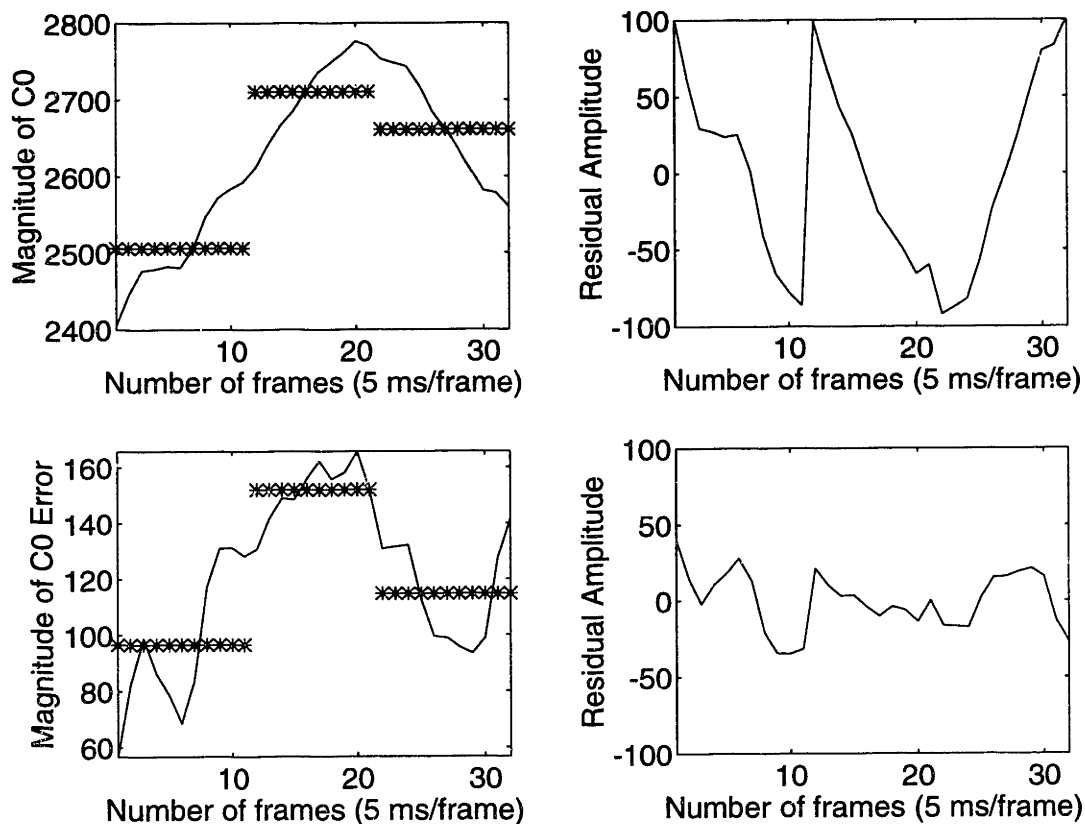 Magnitude of C0
2800
2700
2600
2500
2400
10 20 30
Number of frames (5 ms/frame)
Residual Amplitude
100
50
0
-50
-100
10 20 30
Number of frames (5 ms/frame)
Magnitude of C0 Error
160
140
120
100
80
60
10 20 30
Number of frames (5 ms/frame)
Residual Amplitude
100
50
0
-50
-100
10 20 30
Number of frames (5 ms/frame)